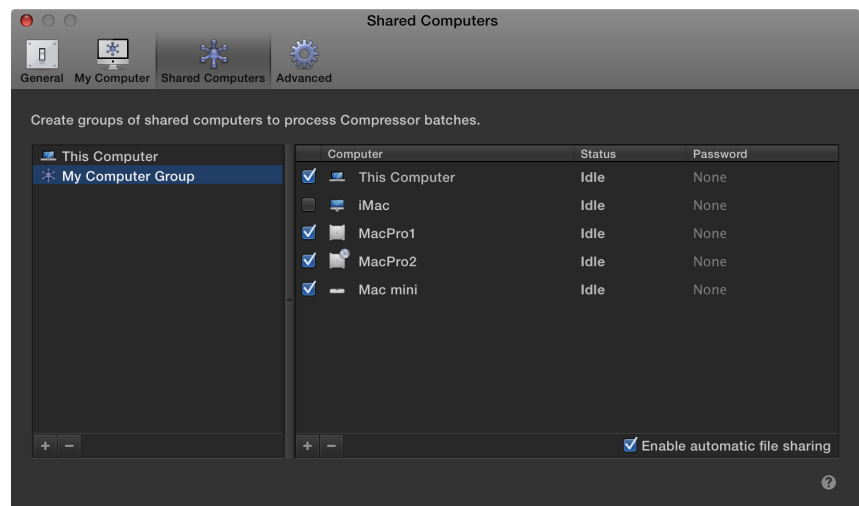 Shared Computers
General My Computer Shared Computers Advanced
Create groups of shared computers to process Compressor batches.
This Computer
My Computer Group
Computer Status Password
This Computer Idle None
iMac Idle None
MacPro1 Idle None
MacPro2 Idle None
Mac mini Idle None
+ − + − Enable automatic file sharing
?